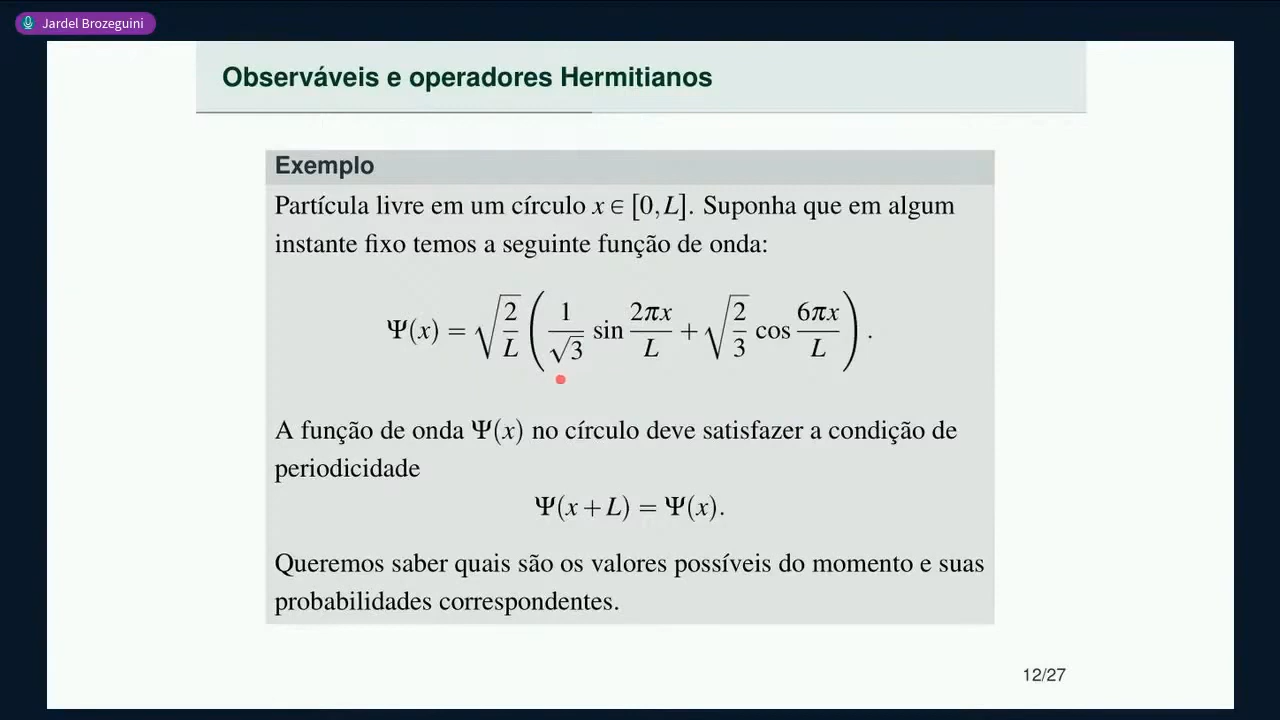 Jardel Brozeguini
Observáveis e operadores Hermitianos
Exemplo
Partícula livre em um círculo x ∈ [0, L]. Suponha que em algum
instante fixo temos a seguinte função de onda:
Ψ(x) = √(2/L) (1/√3 sin 2πx/L + √(2/3) cos 6πx/L).
A função de onda Ψ(x) no círculo deve satisfazer a condição de
periodicidade
Ψ(x + L) = Ψ(x).
Queremos saber quais são os valores possíveis do momento e suas
probabilidades correspondentes.
12/27